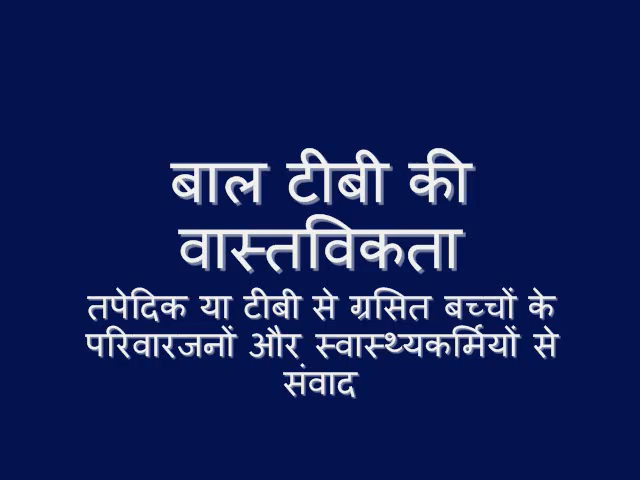 बाल टीबी की
वास्तविकता
तपेदिक या टीबी से ग्रसित बच्चों के
परिवारजनों और स्वास्थ्यकर्मियों से
संवाद